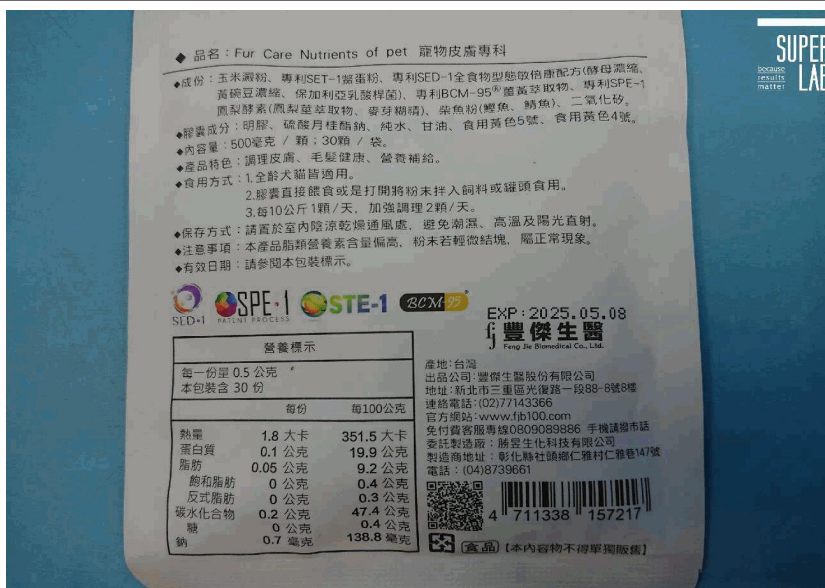 SUPER
LAB
because
results
matter
◆ 品名：Fur Care Nutrients of pet 寵物皮膚專科
◆成份：玉米澱粉、專利SET-1蠶蛋粉、專利SED-1全食物型態敏倍康配方(酵母濃縮、
黃豌豆濃縮、保加利亞乳酸桿菌)、專利BCM-95®薑黃萃取物、專利SPE-1
鳳梨酵素(鳳梨莖萃取物、麥芽糊精)、柴魚粉(鰹魚、鯖魚)、二氧化矽。
◆膠囊成分：明膠、硫酸月桂酯鈉、純水、甘油、食用黃色5號、食用黃色4號。
◆內容量：500毫克 / 顆；30顆 / 袋。
◆產品特色：調理皮膚、毛髮健康、營養補給。
◆食用方式：1.全齡犬貓皆適用。
2.膠囊直接餵食或是打開將粉末拌入飼料或罐頭食用。
3.每10公斤1顆/天，加強調理2顆/天。
◆保存方式：請置於室內陰涼乾燥通風處，避免潮濕、高溫及陽光直射。
◆注意事項：本產品脂類營養素含量偏高，粉末若輕微結塊，屬正常現象。
◆有效日期：請參閱本包裝標示。
SED-1 SPE-1 STE-1 BCM-95
PATENT PROCESS
EXP:2025.05.08
fj 豐傑生醫
Feng Jie Biomedical Co., Ltd.
營養標示
每一份量 0.5 公克
本包裝含 30 份
每份 每100公克
熱量 1.8 大卡 351.5 大卡
蛋白質 0.1 公克 19.9 公克
脂肪 0.05 公克 9.2 公克
飽和脂肪 0 公克 0.4 公克
反式脂肪 0 公克 0.3 公克
碳水化合物 0.2 公克 47.4 公克
糖 0 公克 0.4 公克
鈉 0.7 毫克 138.8 毫克
產地：台灣
出品公司：豐傑生醫股份有限公司
地址：新北市三重區光復路一段88-8號8樓
連絡電話：(02)77143366
官方網站：www.fjb100.com
免付費客服專線0809089886 手機請撥市話
委託製造廠：勝昱生化科技有限公司
製造商地址：彰化縣社頭鄉仁雅村仁雅巷147號
電話：(04)8739661
4 711338 157217
食品【本內容物不得單獨販售】